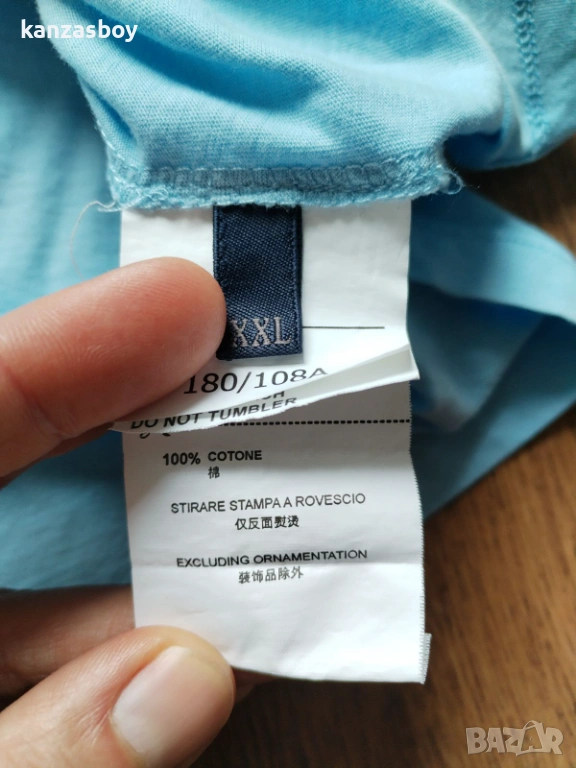 kanzasboy
XXL
180/108A
DO NOT TUMBLER
100% COTONE
棉
STIRARE STAMPA A ROVESCIO
仅反面熨烫
EXCLUDING ORNAMENTATION
装饰品除外
BAZAR